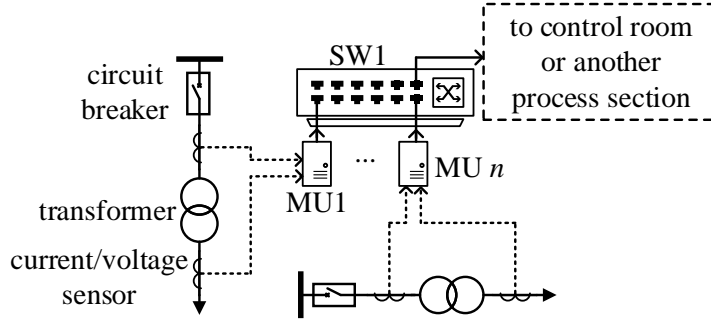 circuit
breaker
transformer
current/voltage
sensor
SW1
MU1
...
MU n
to control room
or another
process section